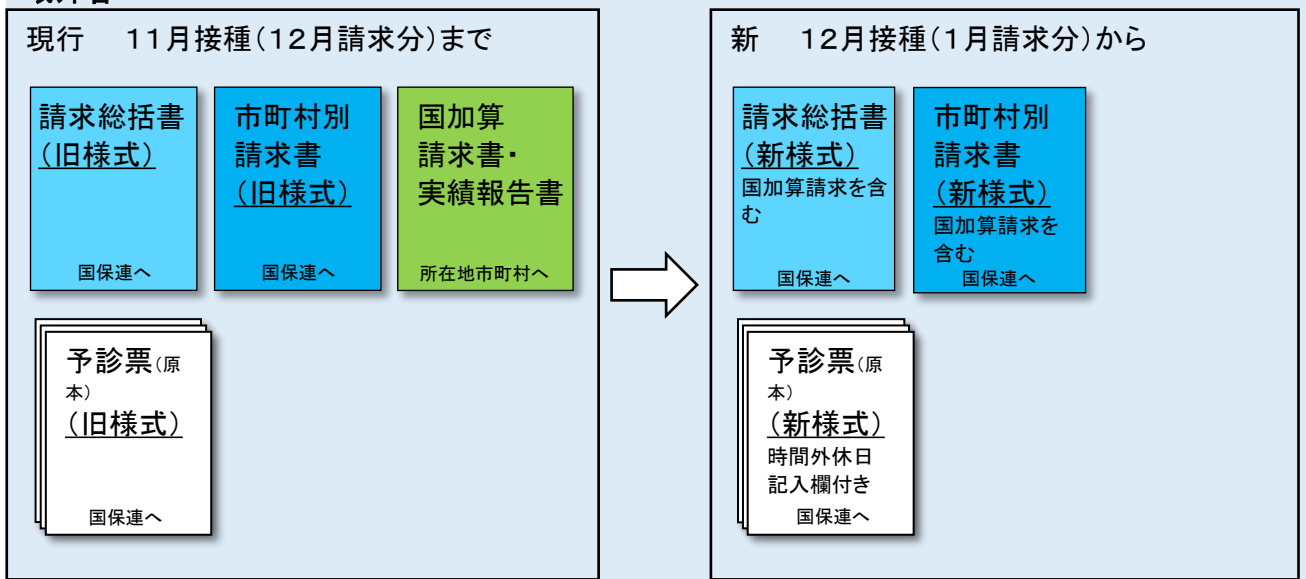 現行　11月接種(12月請求分)まで
請求総括書
(旧様式)
国保連へ
市町村別
請求書
(旧様式)
国保連へ
国加算
請求書・
実績報告書
所在地市町村へ
予診票(原
本)
(旧様式)
国保連へ
新　12月接種(1月請求分)から
請求総括書
(新様式)
国加算請求を含
む
国保連へ
市町村別
請求書
(新様式)
国加算請求を
含む
国保連へ
予診票(原
本)
(新様式)
時間外休日
記入欄付き
国保連へ